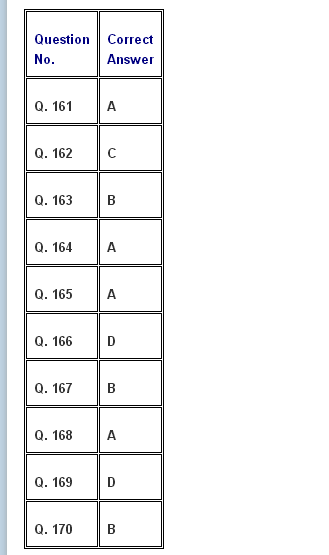 Question No. Correct Answer
Q. 161 A
Q. 162 C
Q. 163 B
Q. 164 A
Q. 165 A
Q. 166 D
Q. 167 B
Q. 168 A
Q. 169 D
Q. 170 B